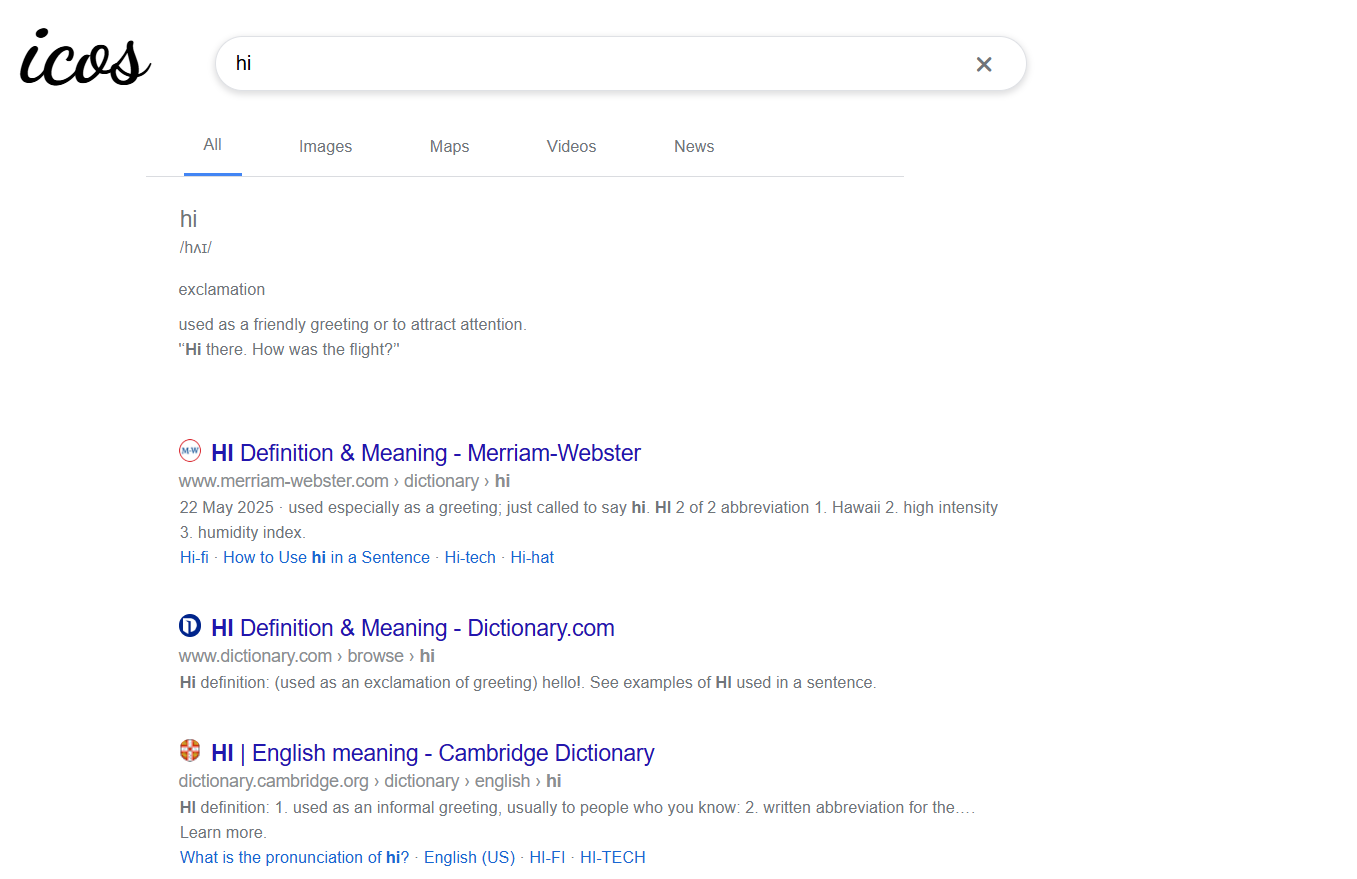 icos
hi
All Images Maps Videos News
hi
/hʌɪ/
exclamation
used as a friendly greeting or to attract attention.
"Hi there. How was the flight?"
M-W HI Definition & Meaning - Merriam-Webster
www.merriam-webster.com › dictionary › hi
22 May 2025 · used especially as a greeting; just called to say hi. HI 2 of 2 abbreviation 1. Hawaii 2. high intensity
3. humidity index.
Hi-fi · How to Use hi in a Sentence · Hi-tech · Hi-hat
HI Definition & Meaning - Dictionary.com
www.dictionary.com › browse › hi
Hi definition: (used as an exclamation of greeting) hello!. See examples of HI used in a sentence.
HI | English meaning - Cambridge Dictionary
dictionary.cambridge.org › dictionary › english › hi
HI definition: 1. used as an informal greeting, usually to people who you know: 2. written abbreviation for the….
Learn more.
What is the pronunciation of hi? · English (US) · HI-FI · HI-TECH